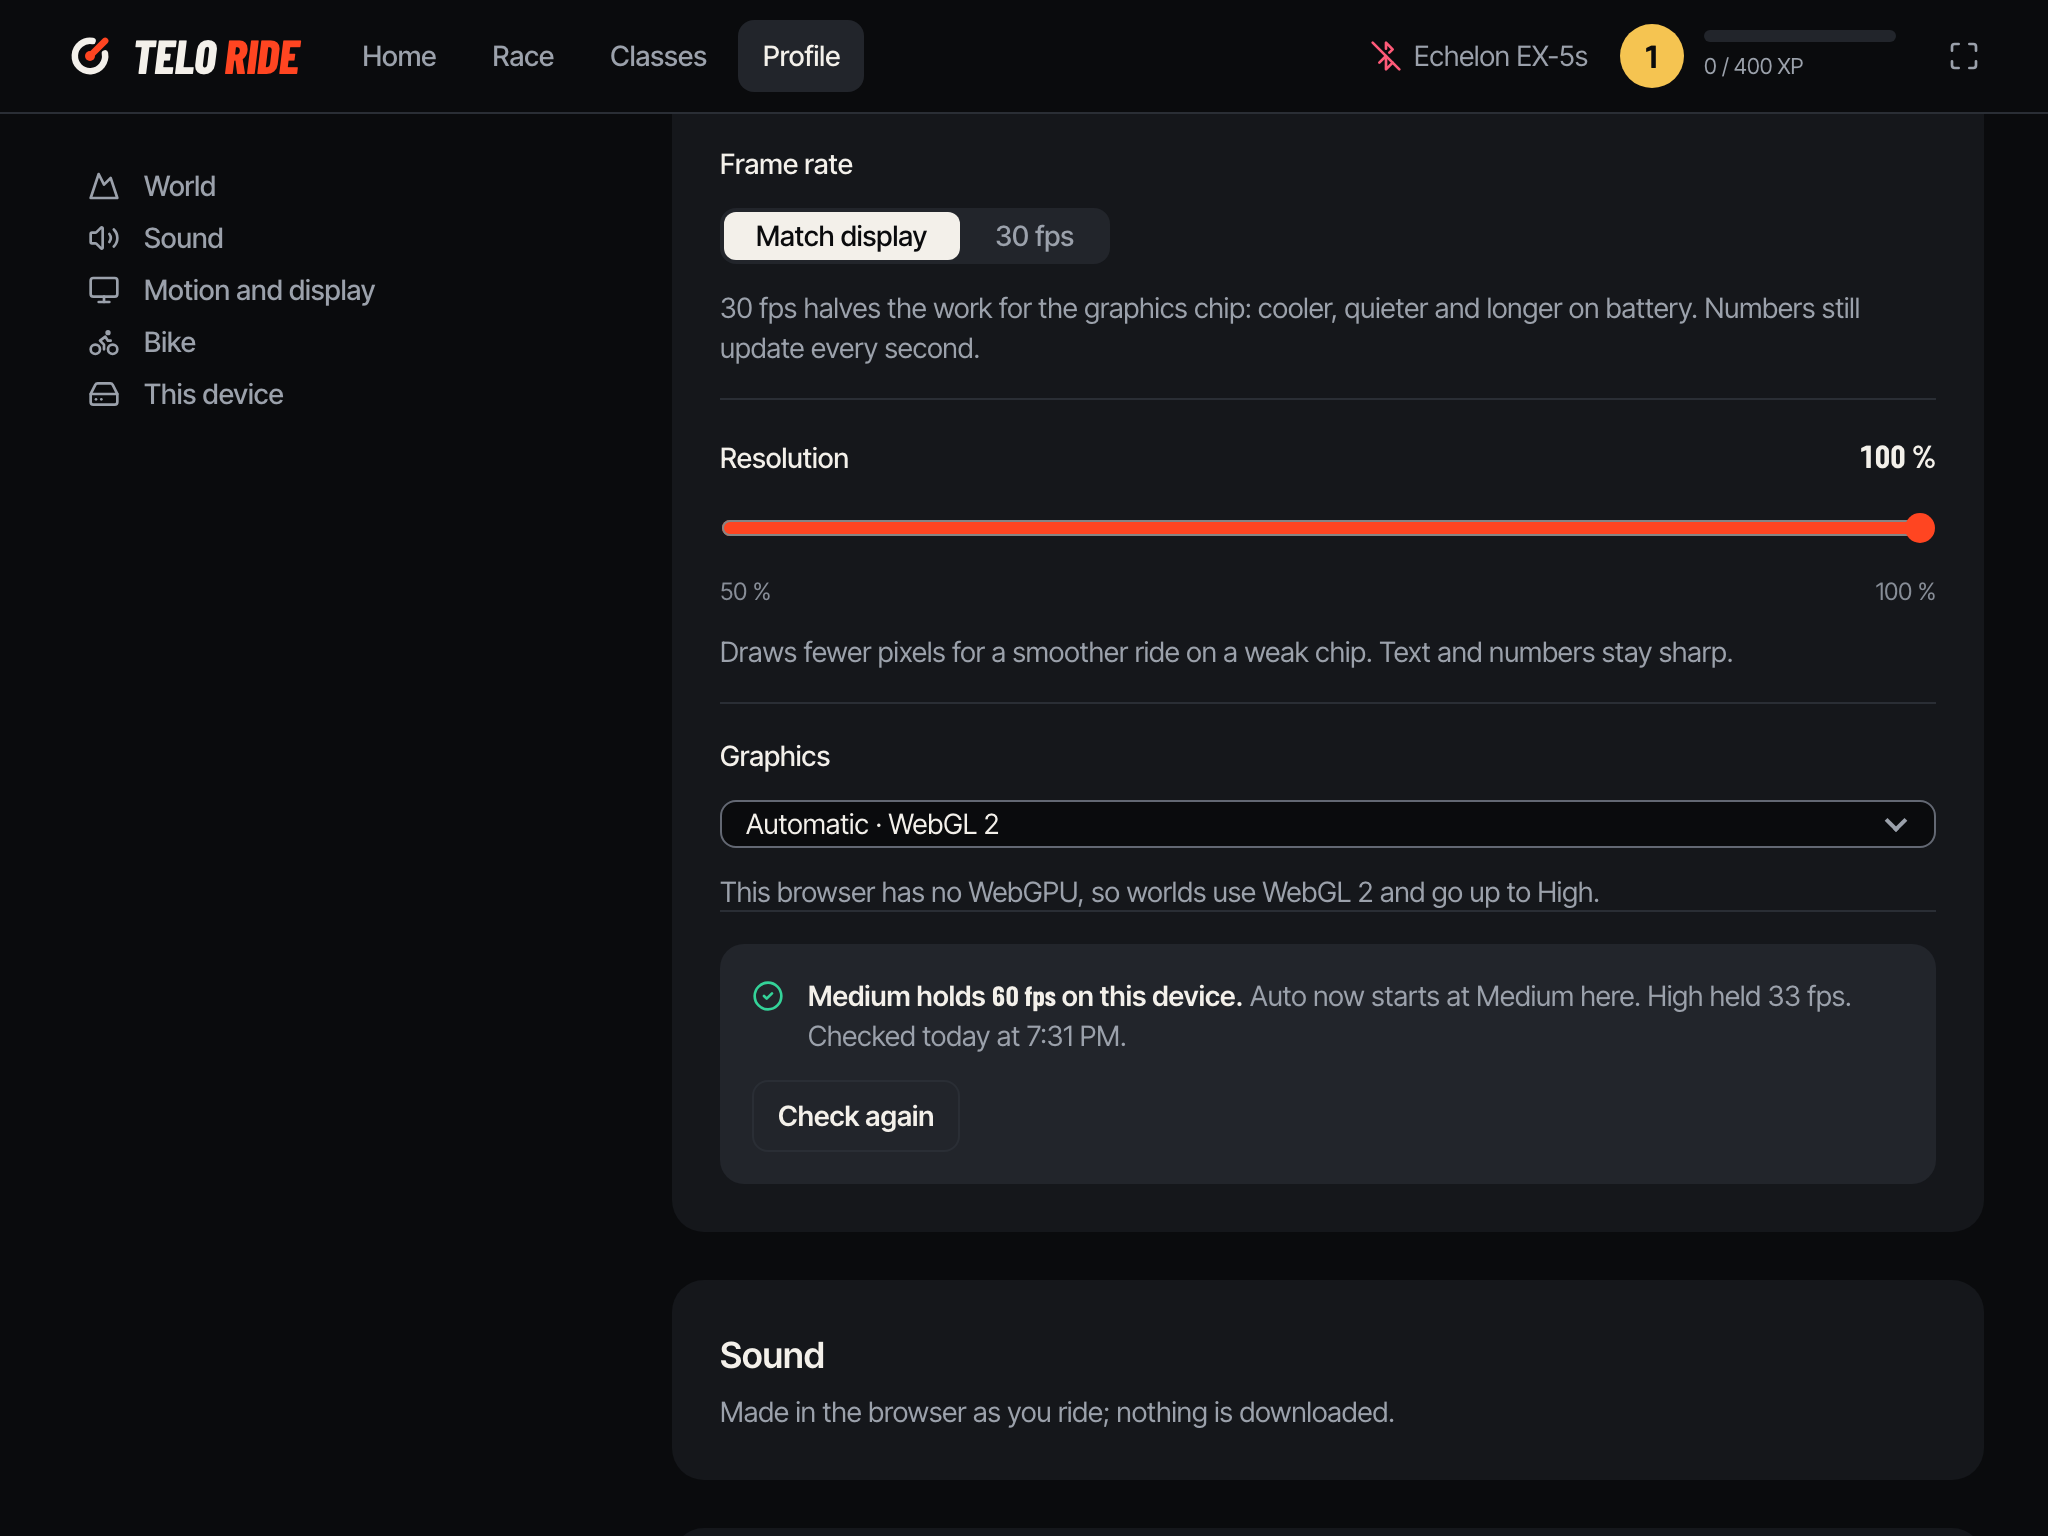 TELO RIDE
Home
Race
Classes
Profile
Echelon EX-5s
1
0 / 400 XP
World
Sound
Motion and display
Bike
This device
Frame rate
Match display
30 fps
30 fps halves the work for the graphics chip: cooler, quieter and longer on battery. Numbers still
update every second.
Resolution
100 %
50 %
100 %
Draws fewer pixels for a smoother ride on a weak chip. Text and numbers stay sharp.
Graphics
Automatic · WebGL 2
This browser has no WebGPU, so worlds use WebGL 2 and go up to High.
Medium holds 60 fps on this device. Auto now starts at Medium here. High held 33 fps.
Checked today at 7:31 PM.
Check again
Sound
Made in the browser as you ride; nothing is downloaded.